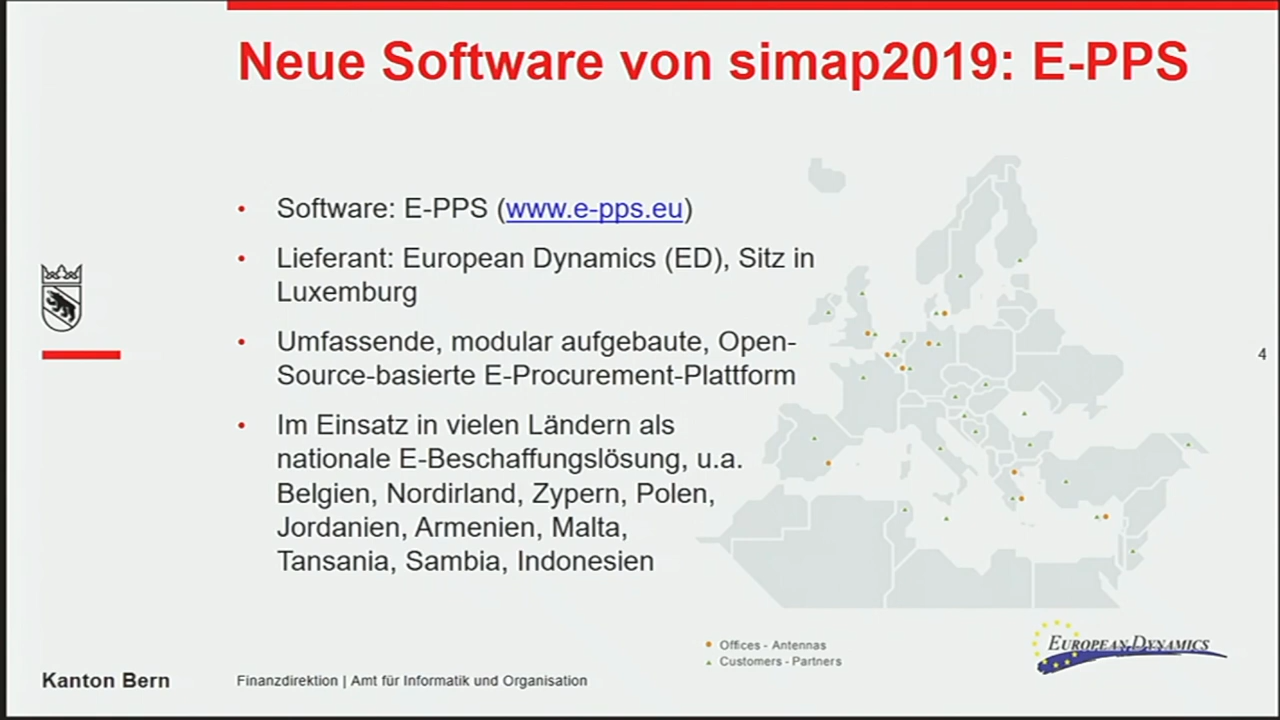 Neue Software von simap2019: E-PPS
• Software: E-PPS (www.e-pps.eu)
• Lieferant: European Dynamics (ED), Sitz in
Luxemburg
• Umfassende, modular aufgebaute, Open-
Source-basierte E-Procurement-Plattform
• Im Einsatz in vielen Ländern als
nationale E-Beschaffungslösung, u.a.
Belgien, Nordirland, Zypern, Polen,
Jordanien, Armenien, Malta,
Tansania, Sambia, Indonesien
4
Offices - Antennas
Customers - Partners
EUROPEAN DYNAMICS
Kanton Bern
Finanzdirektion | Amt für Informatik und Organisation